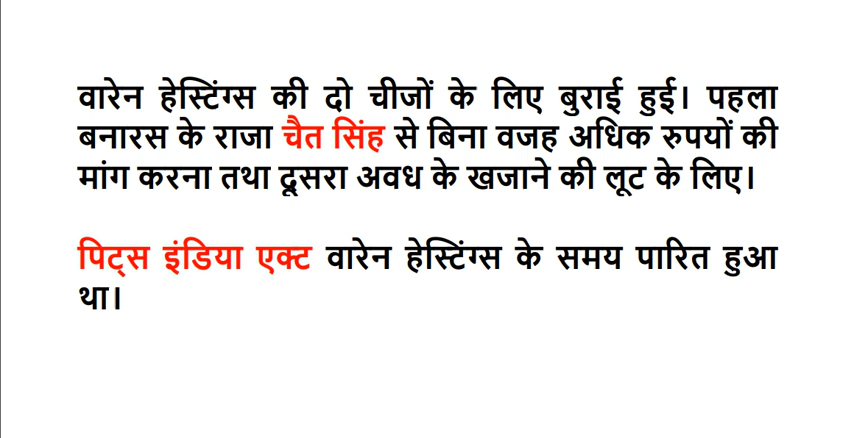 वारेन हेस्टिंग्स की दो चीजों के लिए बुराई हुई। पहला
बनारस के राजा चैत सिंह से बिना वजह अधिक रुपयों की
मांग करना तथा दूसरा अवध के खजाने की लूट के लिए।
पिट्स इंडिया एक्ट वारेन हेस्टिंग्स के समय पारित हुआ
था।